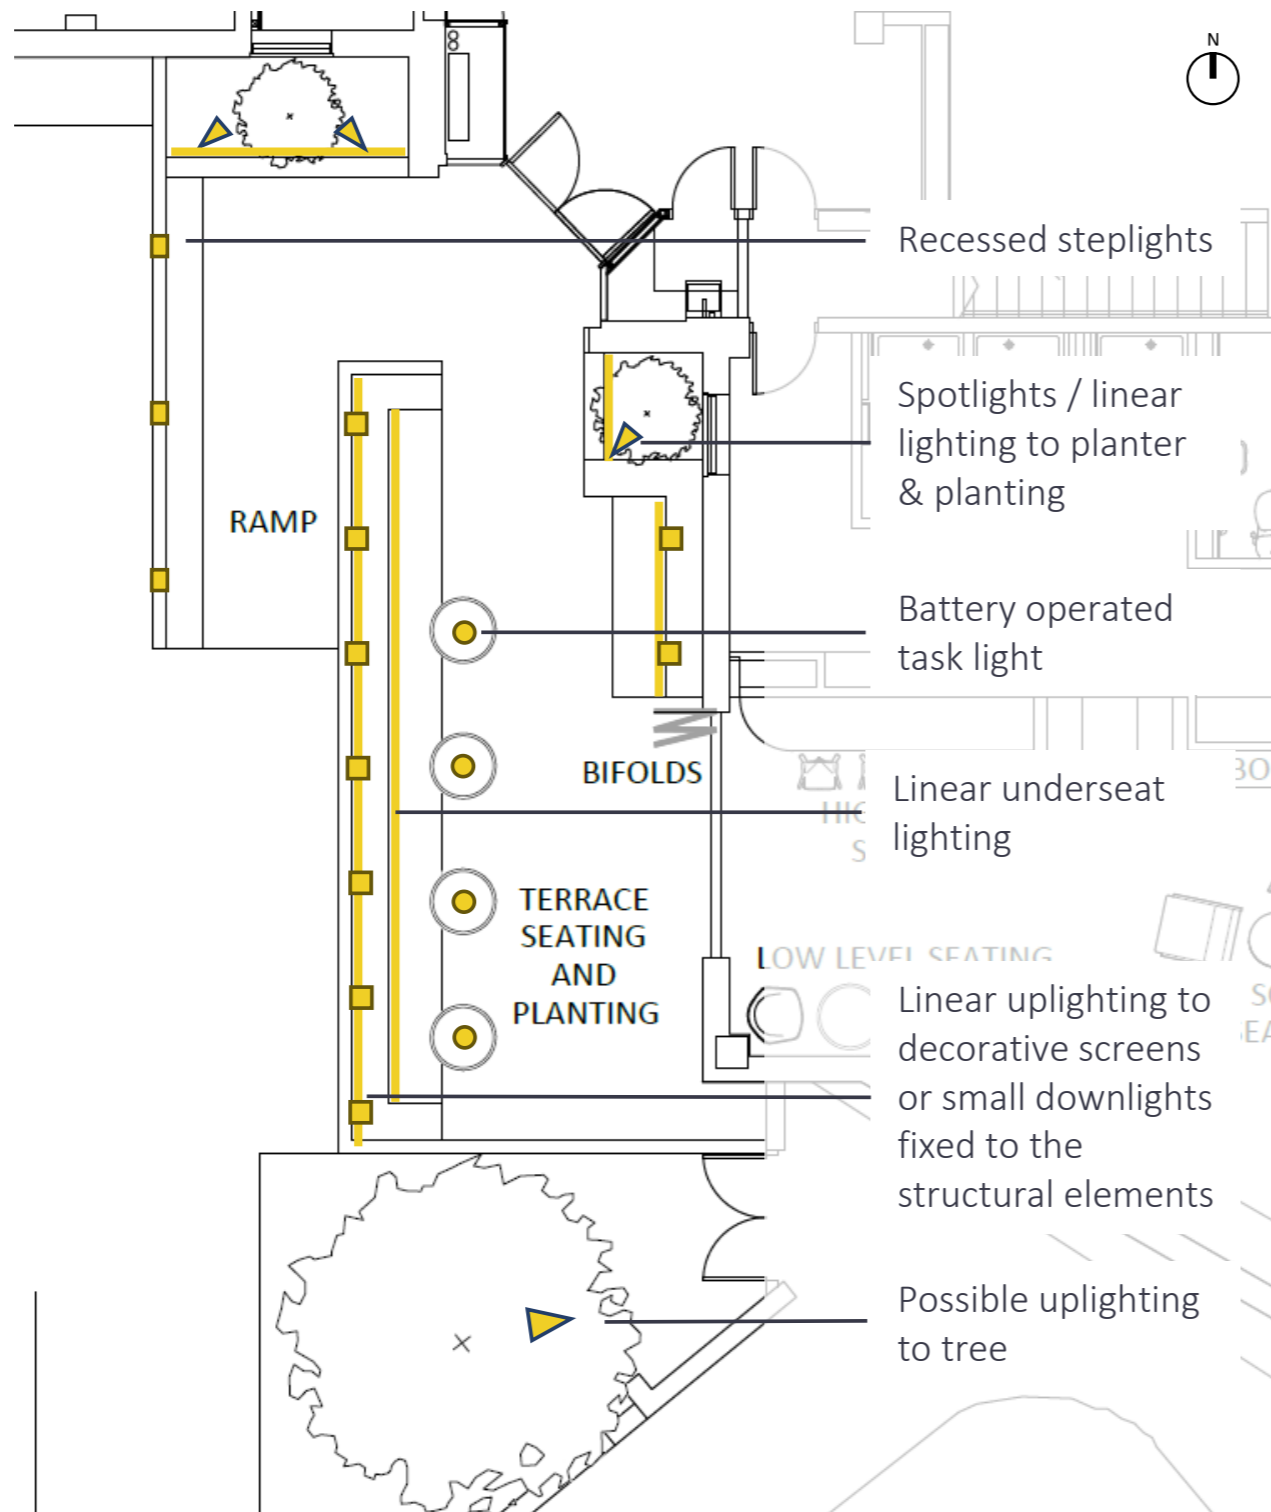 N
Recessed steplights
Spotlights / linear
lighting to planter
& planting
RAMP
Battery operated
task light
BIFOLDS
Linear underseat
lighting
TERRACE
SEATING
AND
PLANTING
LOW LEVEL SEATING
Linear uplighting to
decorative screens
or small downlights
fixed to the
structural elements
Possible uplighting
to tree